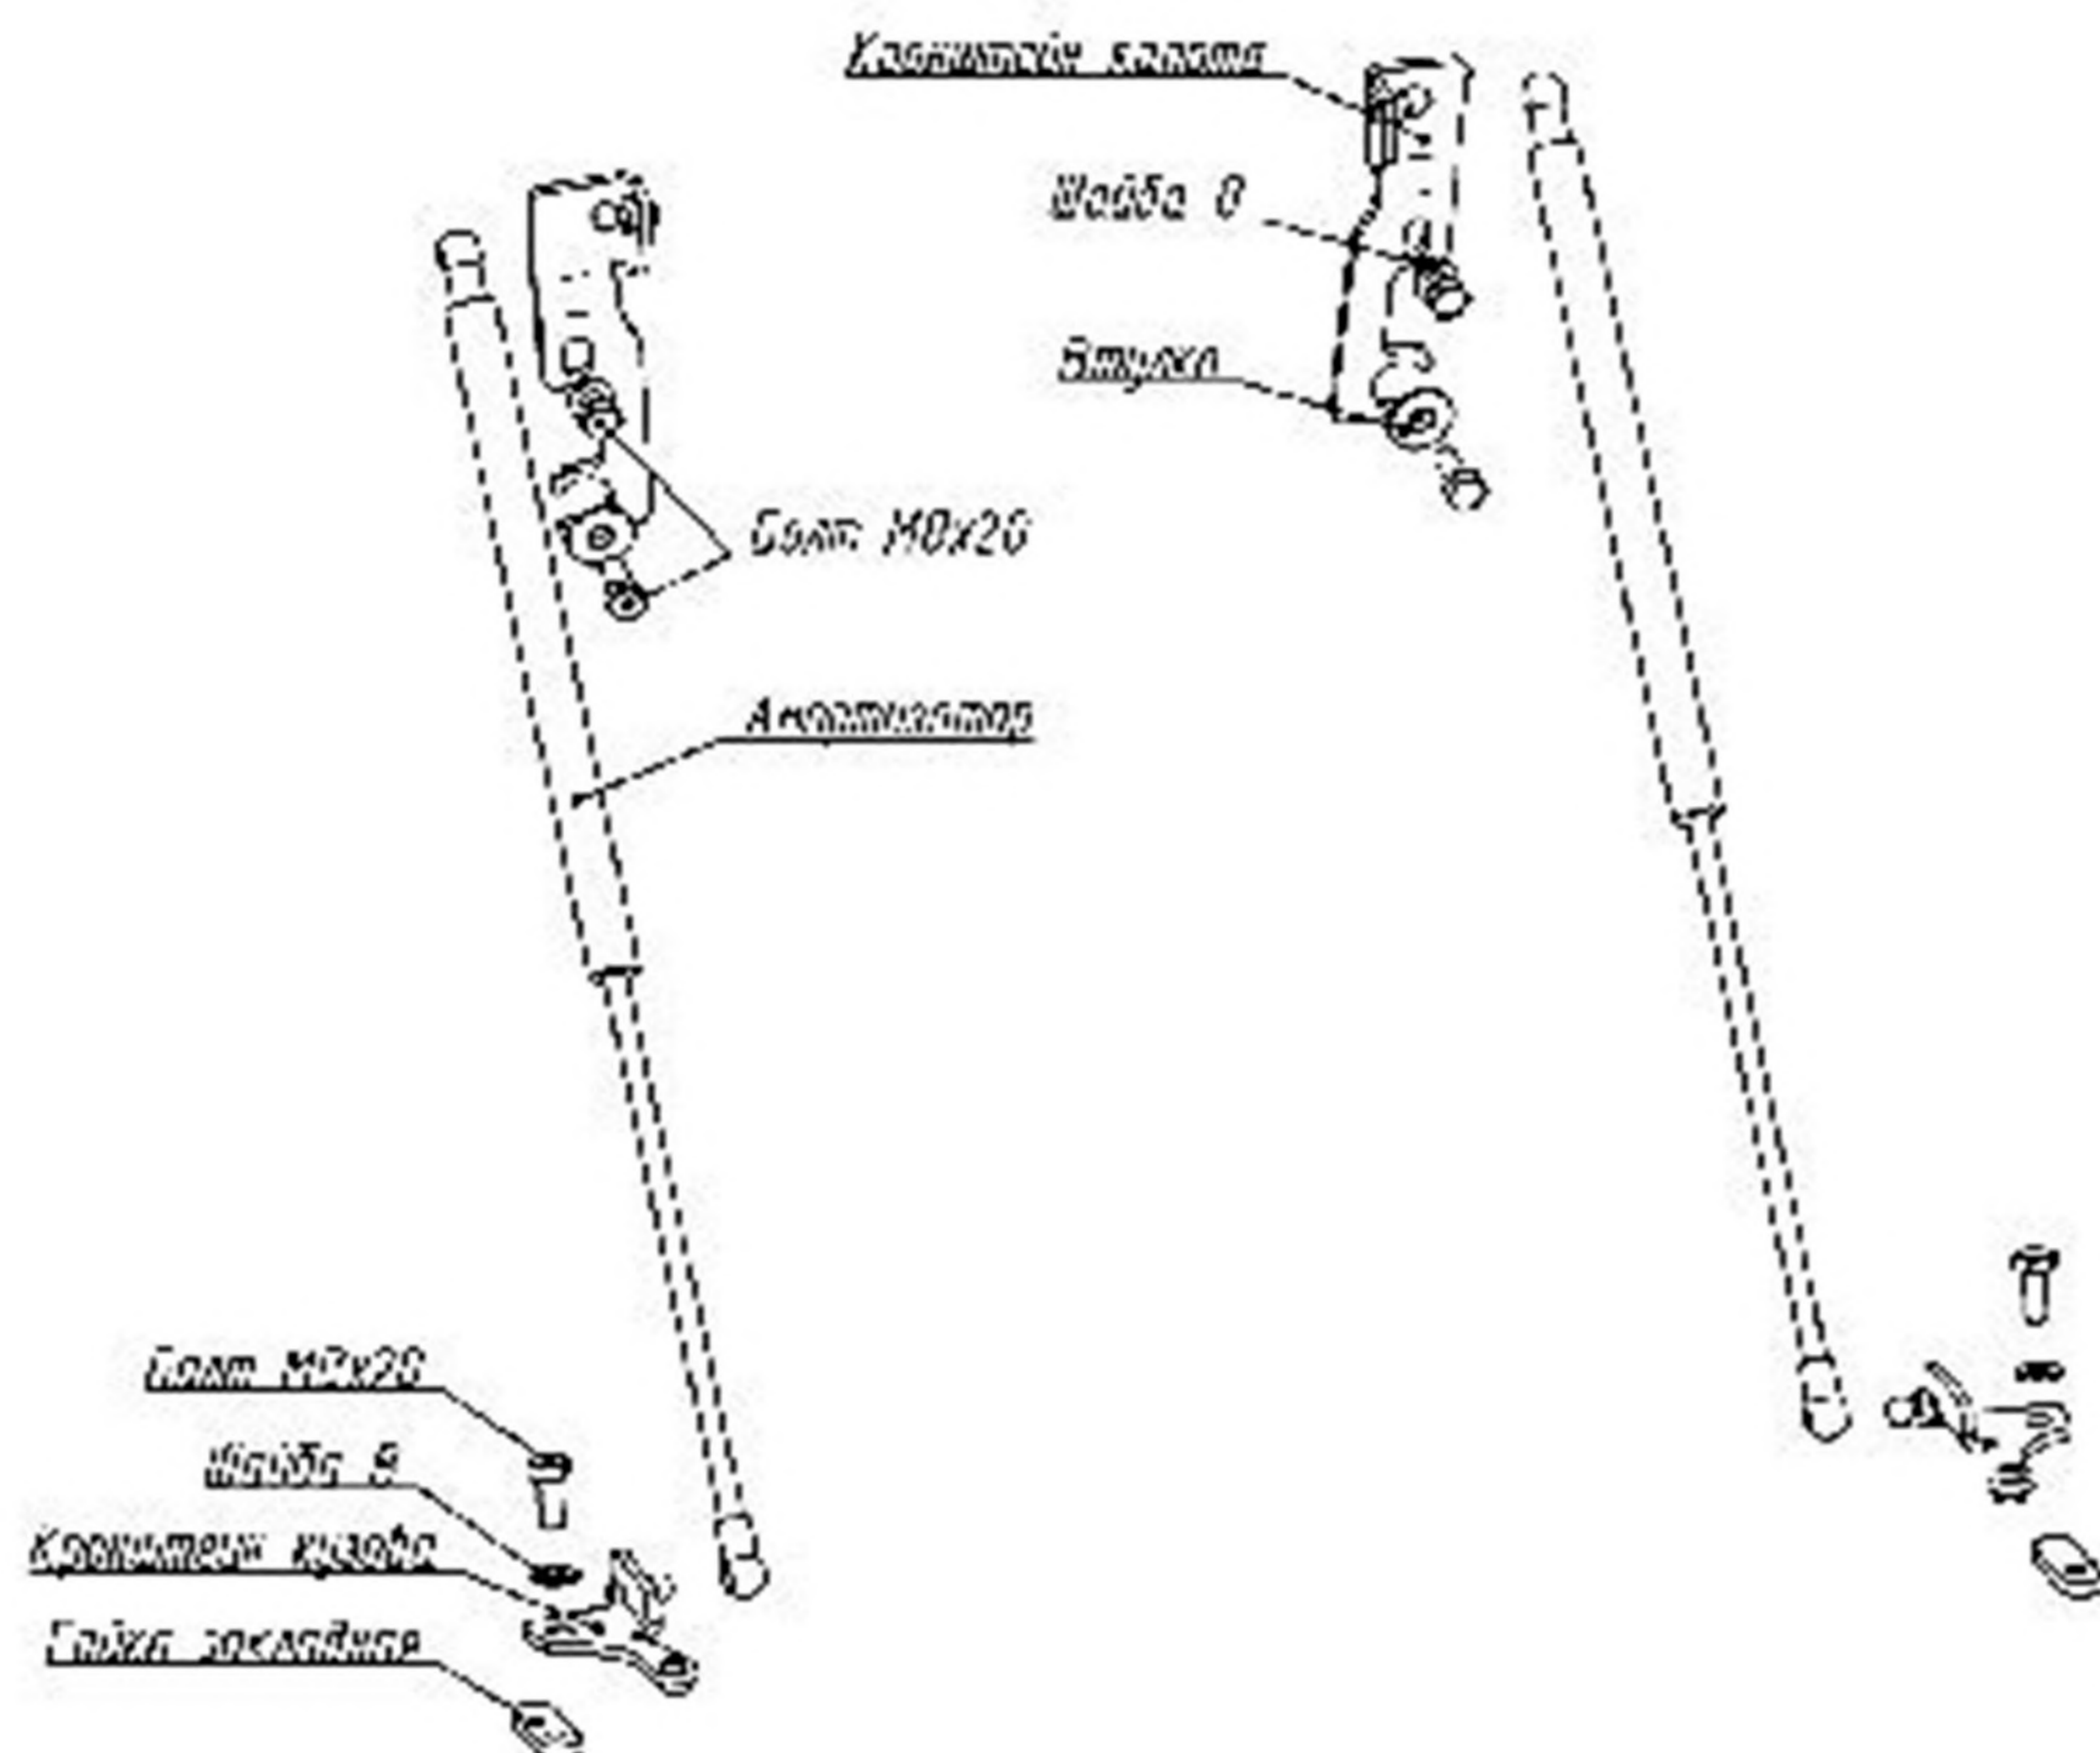 Кронштейн капота
Шайба 8
Втулка
Болт М8х20
Амортизатор
Болт М8х20
Шайба 8
Кронштейн кузова
Гайка закладная